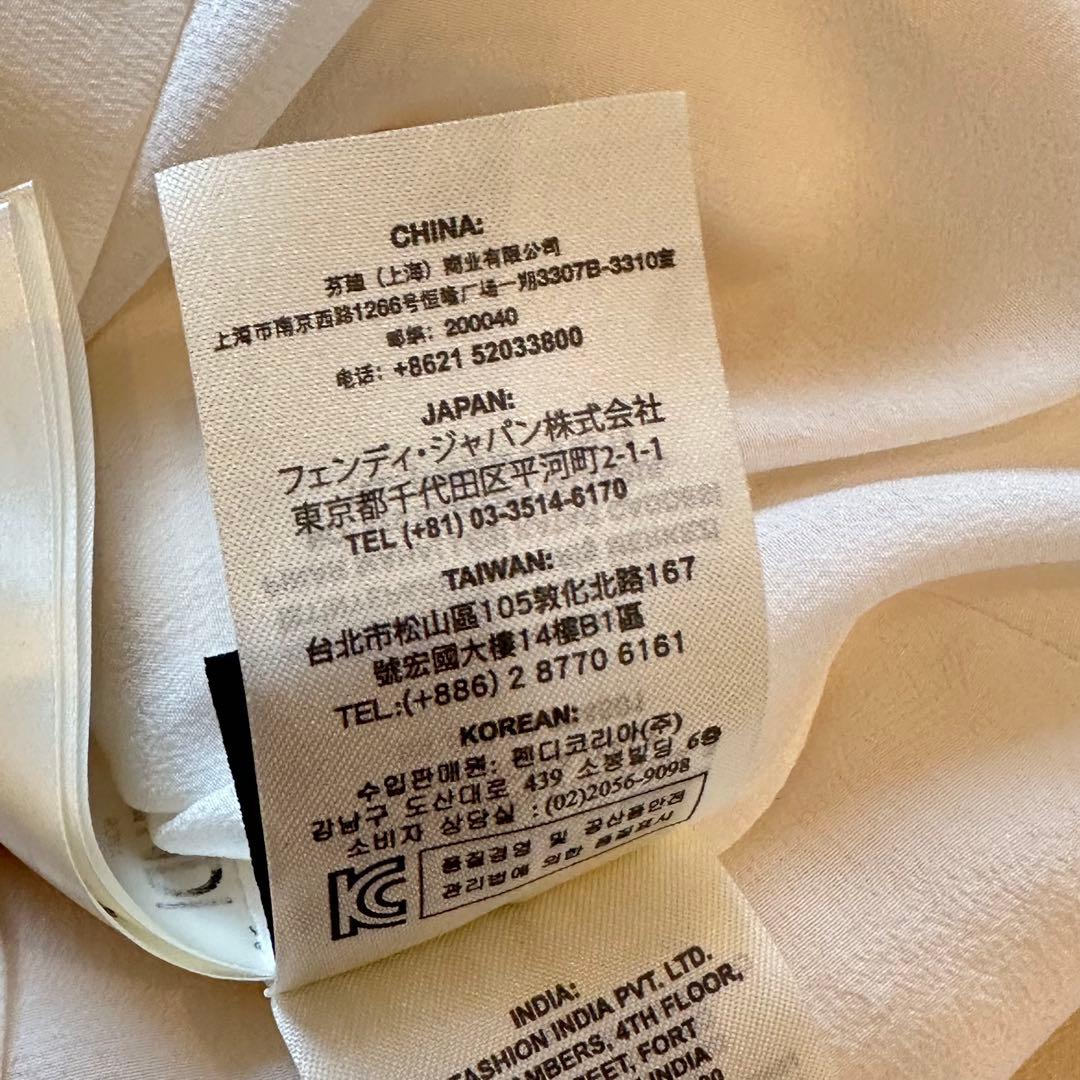 CHINA:
芬迪（上海）商业有限公司
上海市南京西路1266号恒隆广场一期3307B-3310室
邮编：200040
电话：+8621 52033800
JAPAN:
フェンディ・ジャパン株式会社
東京都千代田区平河町2-1-1
TEL (+81) 03-3514-6170
TAIWAN:
台北市松山區105敦化北路167
號宏國大樓14樓B1區
TEL:(+886) 2 8770 6161
KOREAN:
수입판매원: 펜디코리아(주)
강남구 도산대로 439 소봉빌딩 6층
소비자 상담실 :(02)2056-9098
KC
품질경영 및 공산품안전
관리법에 의한 품질표시
INDIA:
FASHION INDIA PVT. LTD.
4TH FLOOR,
FORT
INDIA